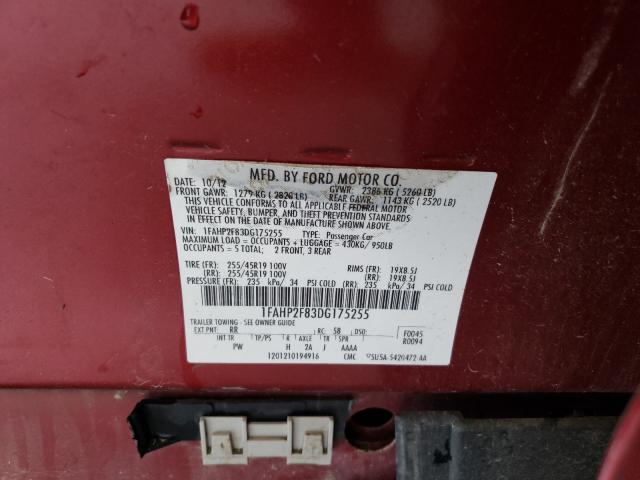 MFD. BY FORD MOTOR CO.
DATE: 10/12 GVWR: 2386 KG ( 5260 LB)
FRONT GAWR: 1279 KG ( 2820 LB) REAR GAWR: 1143 KG ( 2520 LB)
THIS VEHICLE CONFORMS TO ALL APPLICABLE FEDERAL MOTOR
VEHICLE SAFETY, BUMPER, AND THEFT PREVENTION STANDARDS
IN EFFECT ON THE DATE OF MANUFACTURE SHOWN ABOVE.
VIN: 1FAHP2F83DG175255 TYPE: Passenger Car
MAXIMUM LOAD = OCCUPANTS + LUGGAGE = 430KG/ 950LB
OCCUPANTS = 5 TOTAL; 2 FRONT, 3 REAR
TIRE (FR): 255/45R19 100V RIMS (FR): 19X8.5J
(RR): 255/45R19 100V (RR): 19X8.5J
PRESSURE (FR): 235 kPa/ 34 PSI COLD (RR): 235 kPa/ 34 PSI COLD
1FAHP2F83DG175255
TRAILER TOWING - SEE OWNER GUIDE
EXT PNT: RR RC: 58 DSO: F0045
INT TR TP/PS R AXLE TR SPR R0094
PW H 2A J AAAA
1201210194916 CMC